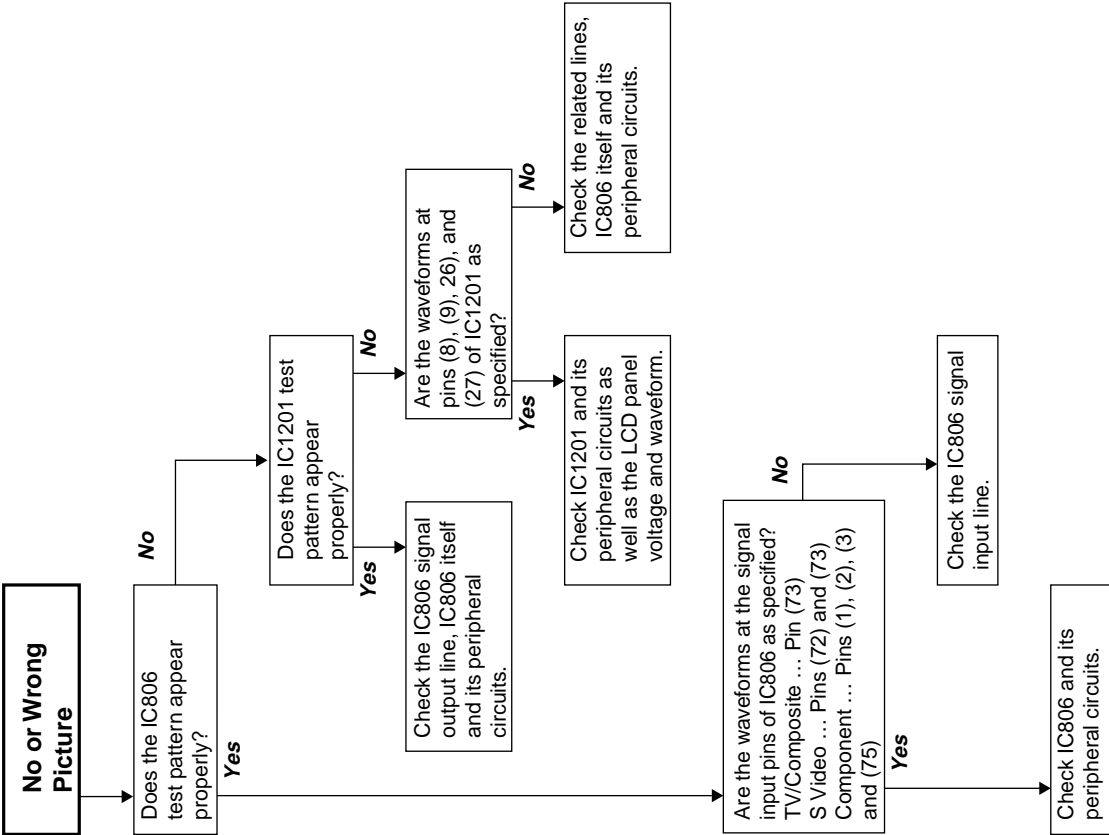 No or Wrong
Picture
Does the IC806
test pattern appear
properly?
No
Yes
Does the IC1201 test
pattern appear
properly?
No
Yes
Check the IC806 signal
output line, IC806 itself
and its peripheral
circuits.
Are the waveforms at
pins (8), (9), 26), and
(27) of IC1201 as
specified?
No
Yes
Check IC1201 and its
peripheral circuits as
well as the LCD panel
voltage and waveform.
Check the related lines,
IC806 itself and its
peripheral circuits.
Are the waveforms at the signal
input pins of IC806 as specified?
TV/Composite … Pin (73)
S Video … Pins (72) and (73)
Component … Pins (1), (2), (3)
and (75)
No
Yes
Check the IC806 signal
input line.
Check IC806 and its
peripheral circuits.